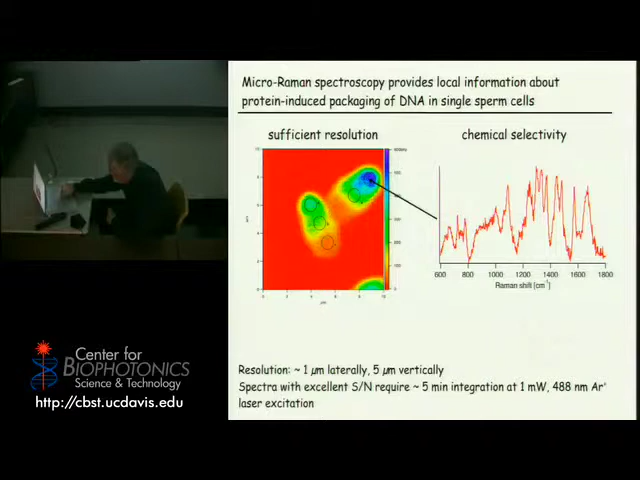 Micro-Raman spectroscopy provides local information about
protein-induced packaging of DNA in single sperm cells
sufficient resolution
chemical selectivity
600 800 1000 1200 1400 1600 1800
Raman shift [cm⁻¹]
Resolution: ~ 1 µm laterally, 5 µm vertically
Spectra with excellent S/N require ~ 5 min integration at 1 mW, 488 nm Ar⁺
laser excitation
Center for
BIOPHOTONICS
Science & Technology
http://cbst.ucdavis.edu